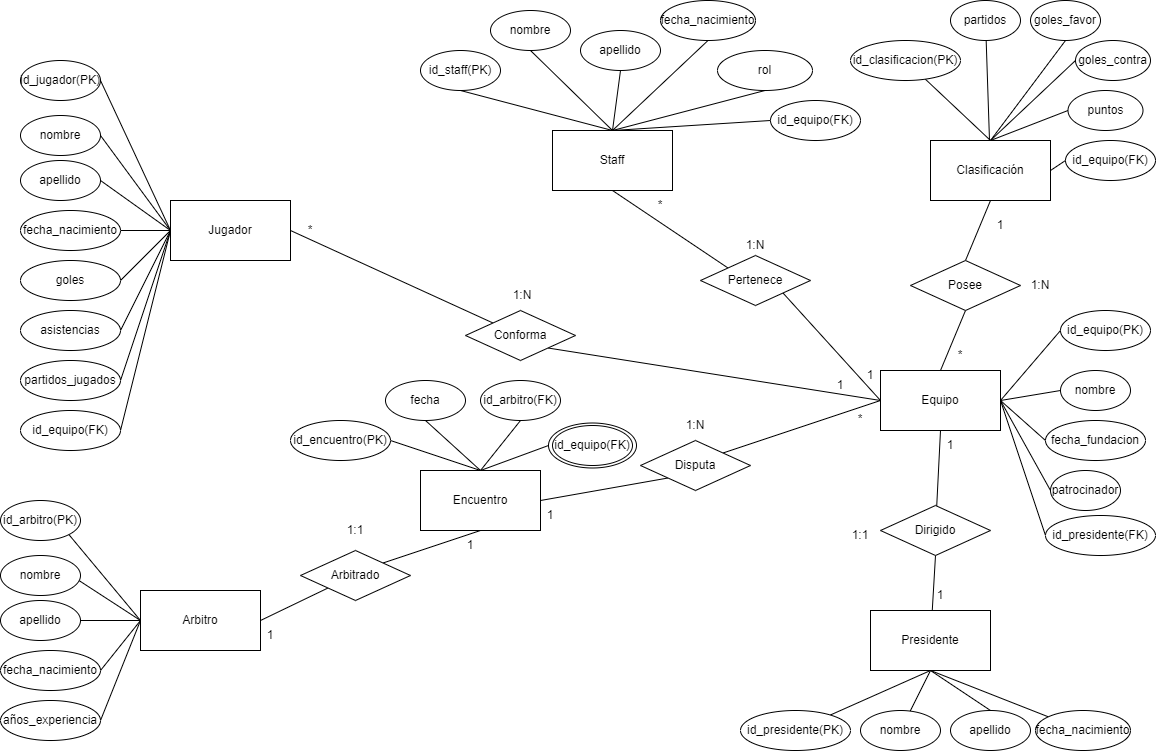 id_jugador(PK)
nombre
apellido
fecha_nacimiento
goles
asistencias
partidos_jugados
id_equipo(FK)
Jugador
*
id_staff(PK)
nombre
apellido
fecha_nacimiento
rol
id_equipo(FK)
Staff
*
1:N
Pertenece
1
id_clasificacion(PK)
partidos
goles_favor
goles_contra
puntos
id_equipo(FK)
Clasificación
1
Posee
1:N
*
1:N
Conforma
1
Equipo
id_equipo(PK)
nombre
fecha_fundacion
patrocinador
id_presidente(FK)
*
1:N
Disputa
1
id_encuentro(PK)
fecha
id_arbitro(FK)
id_equipo(FK)
Encuentro
1
1:1
Arbitrado
1
id_arbitro(PK)
nombre
apellido
fecha_nacimiento
años_experiencia
Arbitro
1
1:1
Dirigido
1
Presidente
id_presidente(PK)
nombre
apellido
fecha_nacimiento